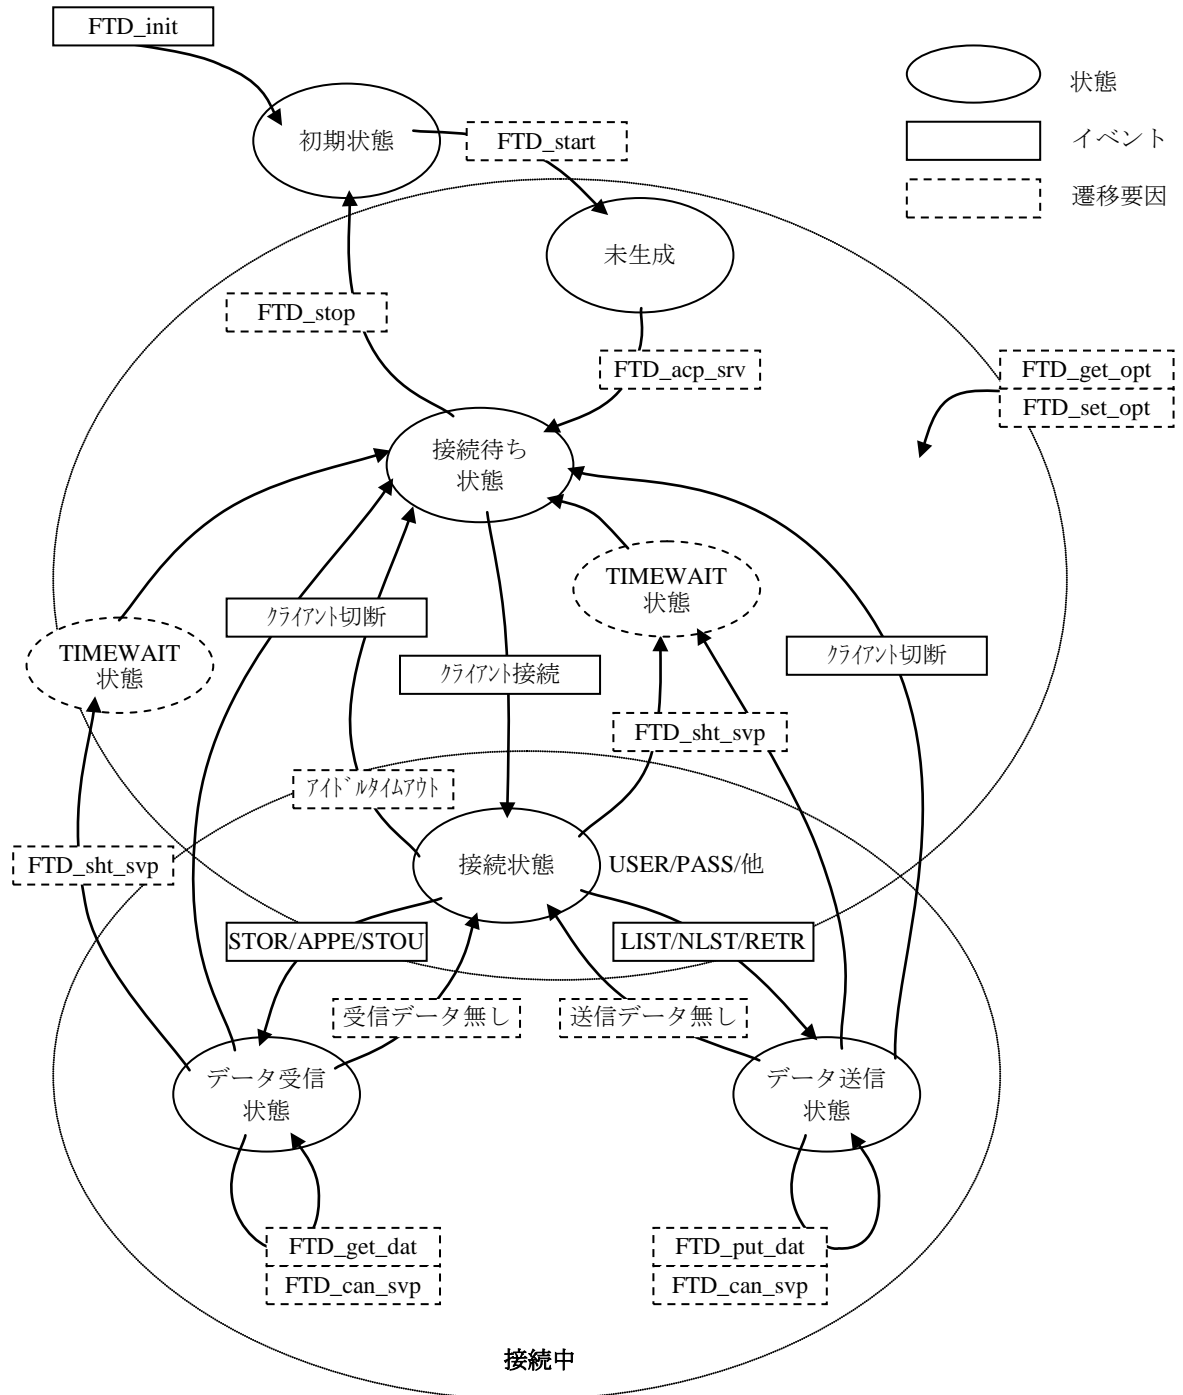 FTD_init
状態
初期状態
FTD_start
イベント
遷移要因
未生成
FTD_stop
FTD_acp_srv
FTD_get_opt
FTD_set_opt
接続待ち
状態
TIMEWAIT
状態
クライアント切断
クライアント接続
TIMEWAIT
状態
クライアント切断
FTD_sht_svp
アイドルタイムアウト
FTD_sht_svp
接続状態
USER/PASS/他
STOR/APPE/STOU
LIST/NLST/RETR
受信データ無し
送信データ無し
データ受信
状態
データ送信
状態
FTD_get_dat
FTD_can_svp
FTD_put_dat
FTD_can_svp
接続中